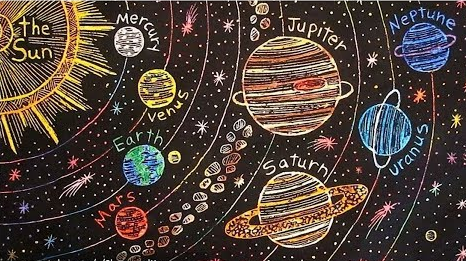 the
Sun
Mercury
Venus
Earth
Mars
Jupiter
Saturn
Uranus
Neptune